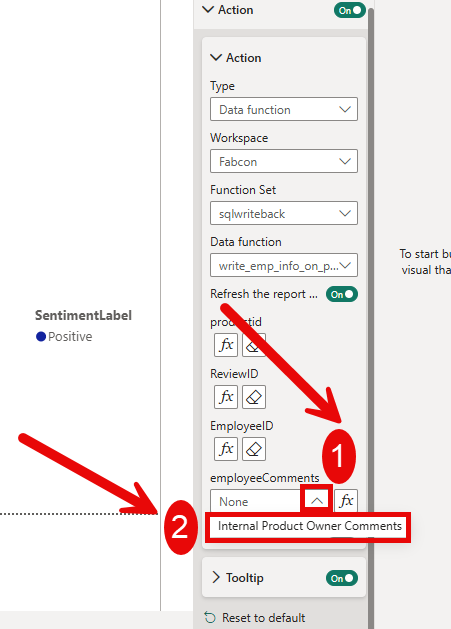 Action
On
Action
Type
Data function
Workspace
Fabcon
Function Set
sqlwriteback
Data function
write_emp_info_on_p...
Refresh the report ...
On
productid
fx
ReviewID
fx
EmployeeID
fx
1
employeeComments
None
fx
2
Internal Product Owner Comments
Tooltip
On
Reset to default
SentimentLabel
Positive
To start bu
visual tha